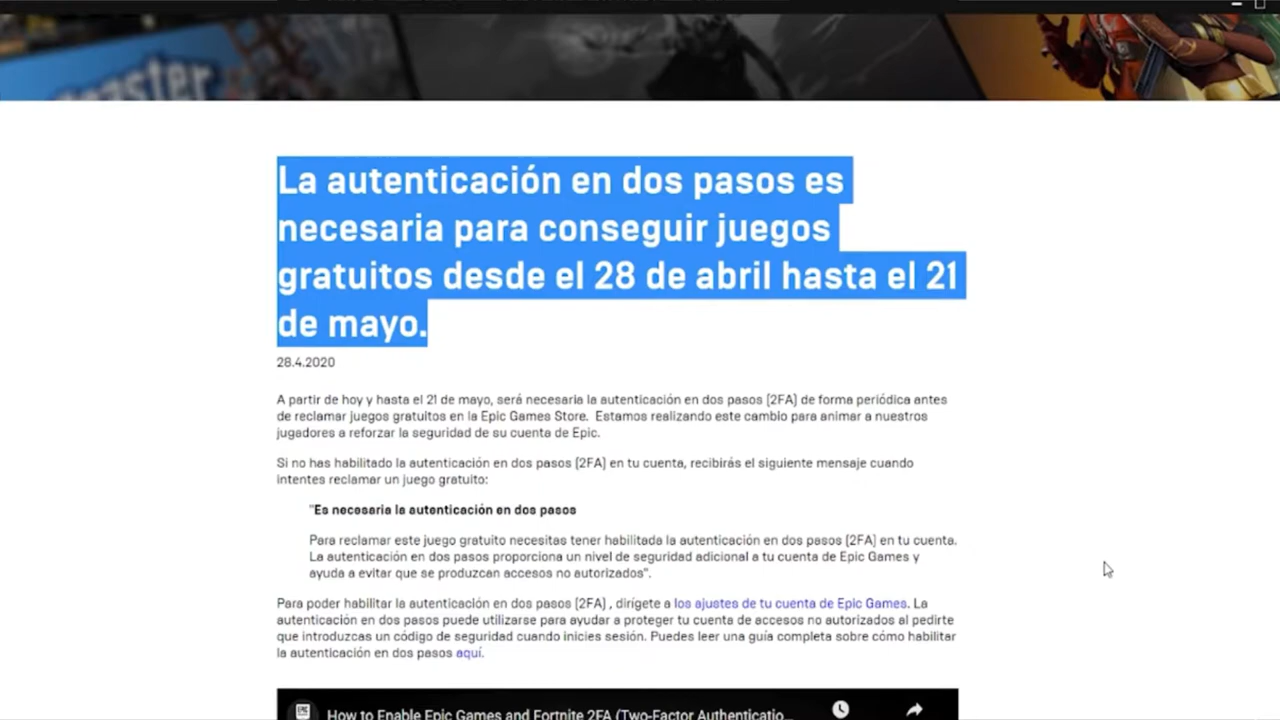 La autenticación en dos pasos es
necesaria para conseguir juegos
gratuitos desde el 28 de abril hasta el 21
de mayo.
28.4.2020
A partir de hoy y hasta el 21 de mayo, será necesaria la autenticación en dos pasos (2FA) de forma periódica antes
de reclamar juegos gratuitos en la Epic Games Store. Estamos realizando este cambio para animar a nuestros
jugadores a reforzar la seguridad de su cuenta de Epic.
Si no has habilitado la autenticación en dos pasos (2FA) en tu cuenta, recibirás el siguiente mensaje cuando
intentes reclamar un juego gratuito:
"Es necesaria la autenticación en dos pasos
Para reclamar este juego gratuito necesitas tener habilitada la autenticación en dos pasos (2FA) en tu cuenta.
La autenticación en dos pasos proporciona un nivel de seguridad adicional a tu cuenta de Epic Games y
ayuda a evitar que se produzcan accesos no autorizados".
Para poder habilitar la autenticación en dos pasos (2FA) , dirígete a los ajustes de tu cuenta de Epic Games. La
autenticación en dos pasos puede utilizarse para ayudar a proteger tu cuenta de accesos no autorizados al pedirte
que introduzcas un código de seguridad cuando inicies sesión. Puedes leer una guía completa sobre cómo habilitar
la autenticación en dos pasos aquí.
EPIC
How to Enable Epic Games and Fortnite 2FA (Two-Factor Authenticatio...